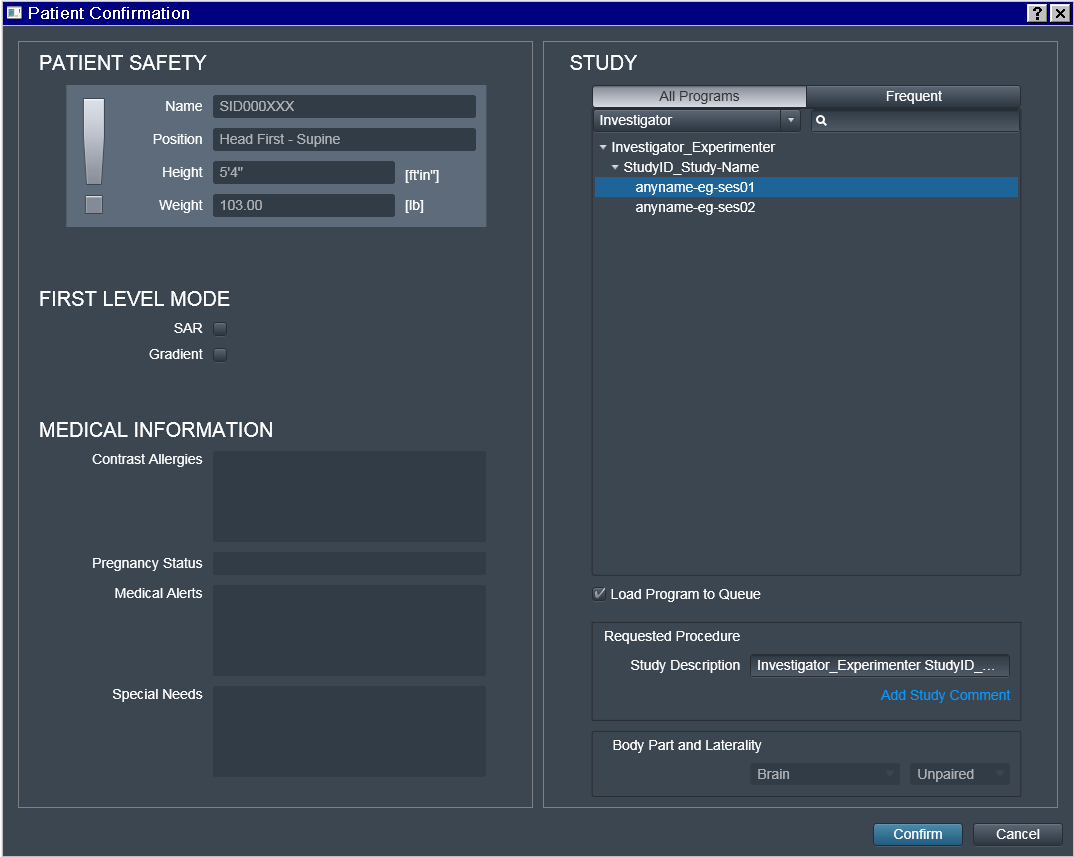 Patient Confirmation
PATIENT SAFETY
Name SID000XXX
Position Head First - Supine
Height 5'4" [ft'in"]
Weight 103.00 [lb]
FIRST LEVEL MODE
SAR
Gradient
MEDICAL INFORMATION
Contrast Allergies
Pregnancy Status
Medical Alerts
Special Needs
STUDY
All Programs Frequent
Investigator
Investigator_Experimenter
StudyID_Study-Name
anyname-eg-ses01
anyname-eg-ses02
Load Program to Queue
Requested Procedure
Study Description Investigator_Experimenter StudyID_...
Add Study Comment
Body Part and Laterality
Brain Unpaired
Confirm Cancel